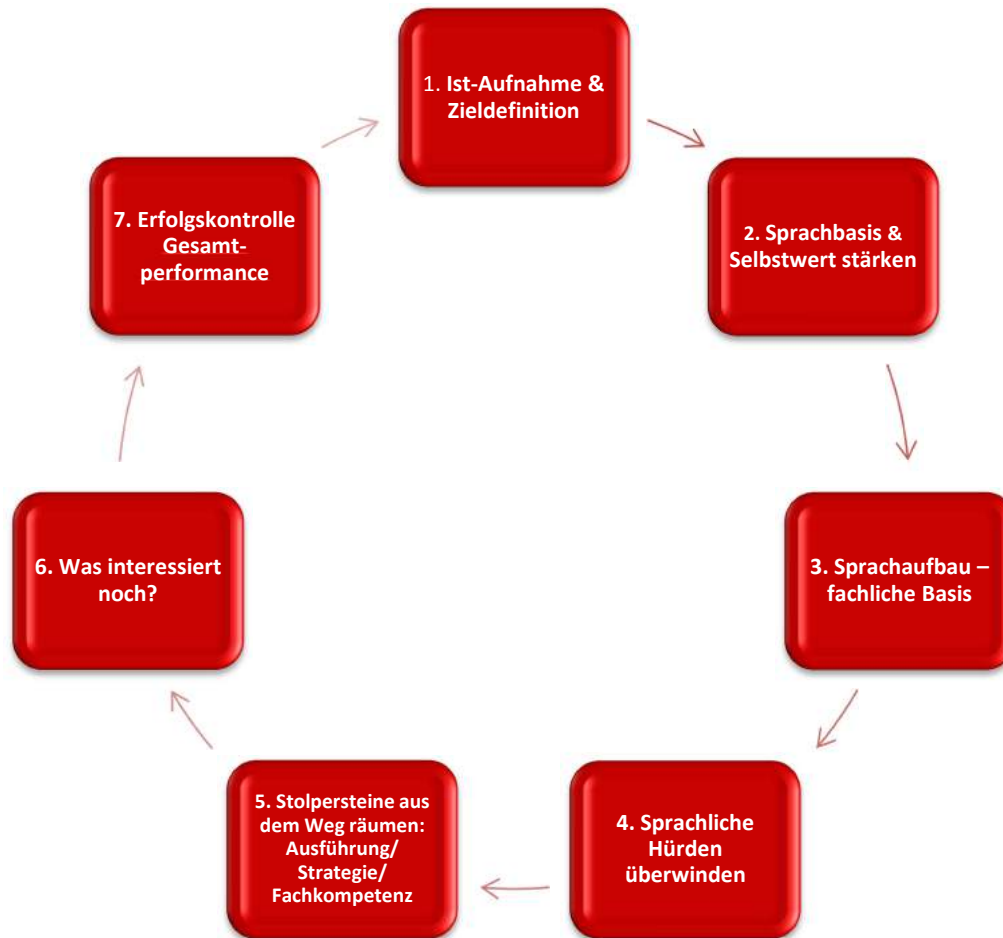 1. Ist-Aufnahme &
Zieldefinition
2. Sprachbasis &
Selbstwert stärken
3. Sprachaufbau –
fachliche Basis
4. Sprachliche
Hürden
überwinden
5. Stolpersteine aus
dem Weg räumen:
Ausführung/
Strategie/
Fachkompetenz
6. Was interessiert
noch?
7. Erfolgskontrolle
Gesamt-
performance